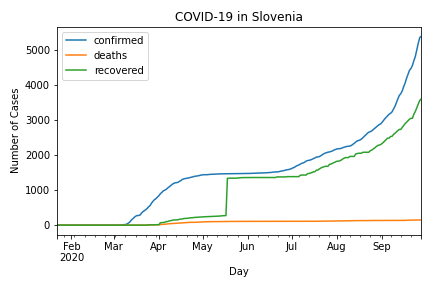 COVID-19 in Slovenia
confirmed
deaths
recovered
5000
4000
3000
2000
1000
0
Number of Cases
Feb Mar Apr May Jun Jul Aug Sep
2020
Day